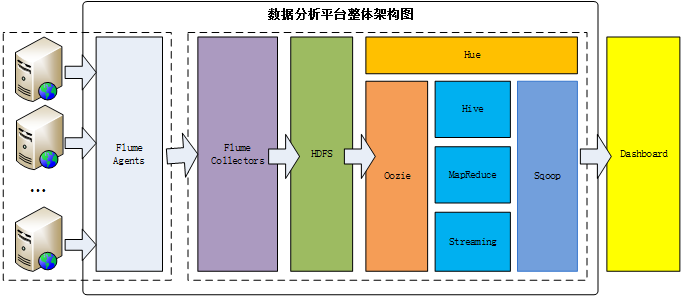 数据分析平台整体架构图
Flume
Agents
Flume
Collectors
HDFS
Hue
Oozie
Hive
MapReduce
Streaming
Sqoop
Dashboard
...